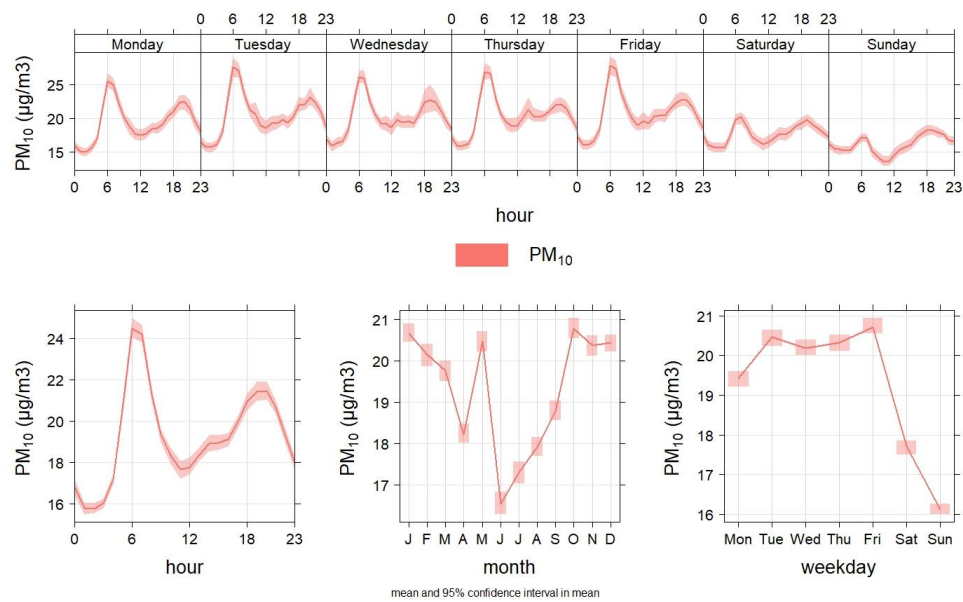 0 6 12 18 23 0 6 12 18 23 0 6 12 18 23
Monday Tuesday Wednesday Thursday Friday Saturday Sunday
PM₁₀ (μg/m3)
25
20
15
0 6 12 18 23 0 6 12 18 23 0 6 12 18 23 0 6 12 18 23
hour
PM₁₀
PM₁₀ (μg/m3)
24
22
20
18
16
0 6 12 18 23
hour
PM₁₀ (μg/m3)
21
20
19
18
17
J F M A M J J A S O N D
month
PM₁₀ (μg/m3)
21
20
19
18
17
16
Mon Tue Wed Thu Fri Sat Sun
weekday
mean and 95% confidence interval in mean